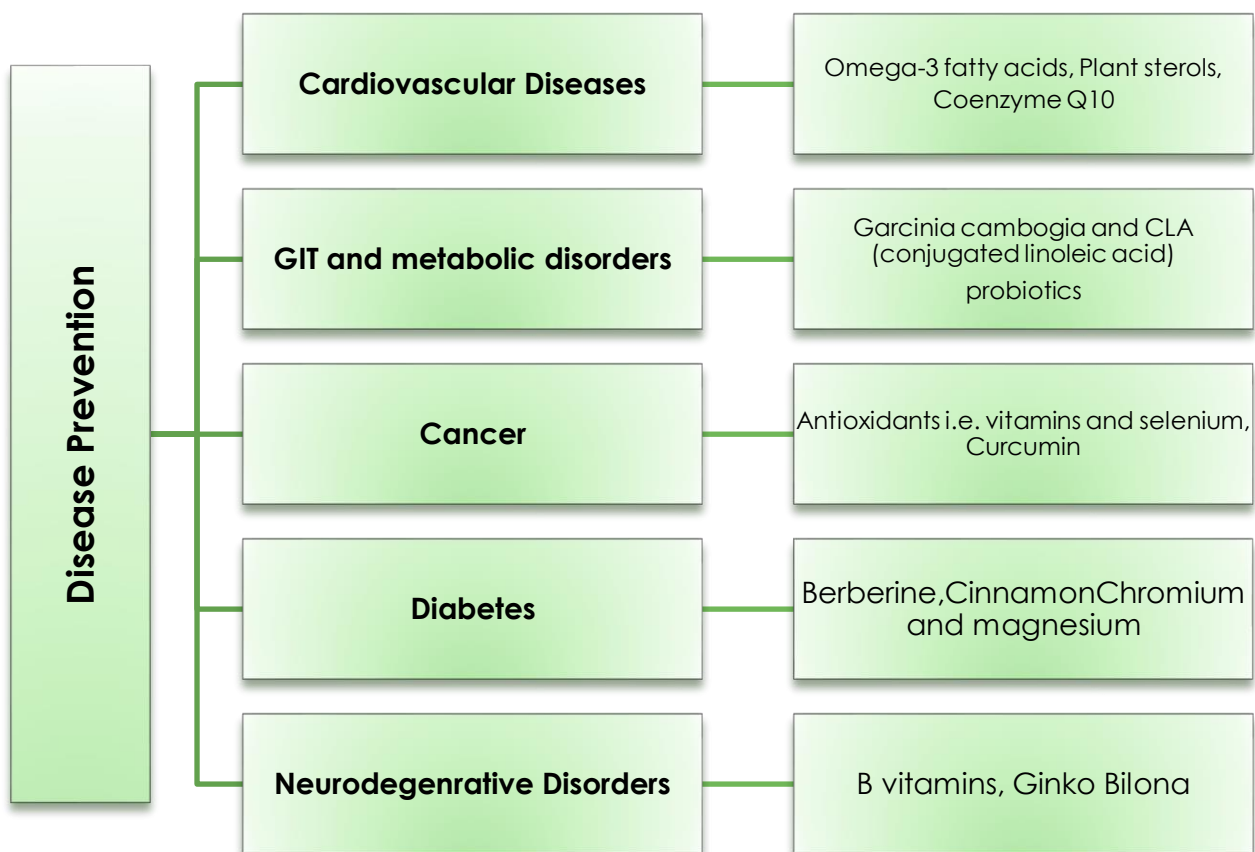 Disease Prevention
Cardiovascular Diseases
Omega-3 fatty acids, Plant sterols,
Coenzyme Q10
GIT and metabolic disorders
Garcinia cambogia and CLA
(conjugated linoleic acid)
probiotics
Cancer
Antioxidants i.e. vitamins and selenium,
Curcumin
Diabetes
Berberine,CinnamonChromium
and magnesium
Neurodegenrative Disorders
B vitamins, Ginko Bilona